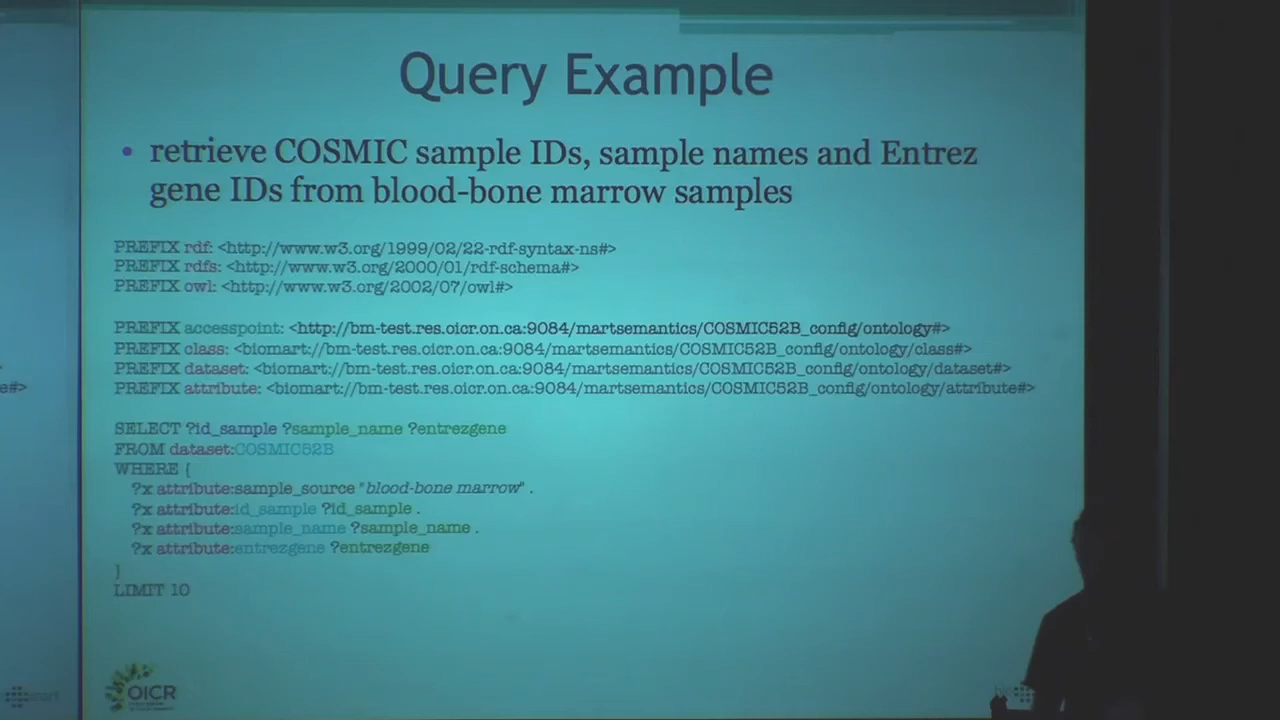 Query Example
• retrieve COSMIC sample IDs, sample names and Entrez
gene IDs from blood-bone marrow samples
PREFIX rdf: <http://www.w3.org/1999/02/22-rdf-syntax-ns#>
PREFIX rdfs: <http://www.w3.org/2000/01/rdf-schema#>
PREFIX owl: <http://www.w3.org/2002/07/owl#>
PREFIX accesspoint: <http://bm-test.res.oicr.on.ca:9084/martsemantics/COSMIC52B_config/ontology#>
PREFIX class: <biomart://bm-test.res.oicr.on.ca:9084/martsemantics/COSMIC52B_config/ontology/class#>
PREFIX dataset: <biomart://bm-test.res.oicr.on.ca:9084/martsemantics/COSMIC52B_config/ontology/dataset#>
PREFIX attribute: <biomart://bm-test.res.oicr.on.ca:9084/martsemantics/COSMIC52B_config/ontology/attribute#>
e#>
SELECT ?id_sample ?sample_name ?entrezgene
FROM dataset:COSMIC52B
WHERE {
?x attribute:sample_source "blood-bone marrow" .
?x attribute:id_sample ?id_sample .
?x attribute:sample_name ?sample_name .
?x attribute:entrezgene ?entrezgene
}
LIMIT 10
OICR